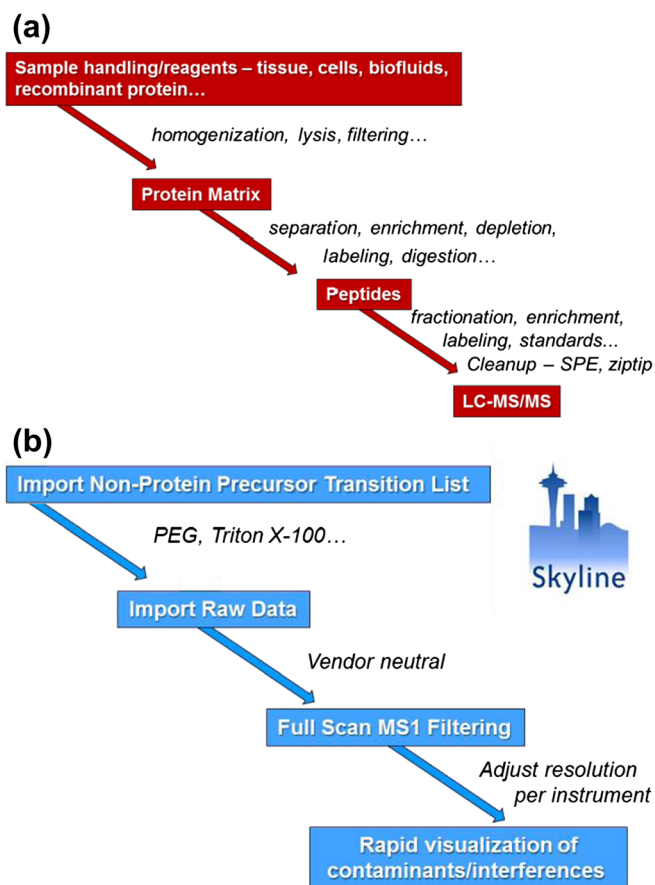 (a)
Sample handling/reagents – tissue, cells, biofluids,
recombinant protein…
homogenization, lysis, filtering…
Protein Matrix
separation, enrichment, depletion,
labeling, digestion…
Peptides
fractionation, enrichment,
labeling, standards...
Cleanup – SPE, ziptip
LC-MS/MS
(b)
Import Non-Protein Precursor Transition List
PEG, Triton X-100…
Skyline
Import Raw Data
Vendor neutral
Full Scan MS1 Filtering
Adjust resolution
per instrument
Rapid visualization of
contaminants/interferences